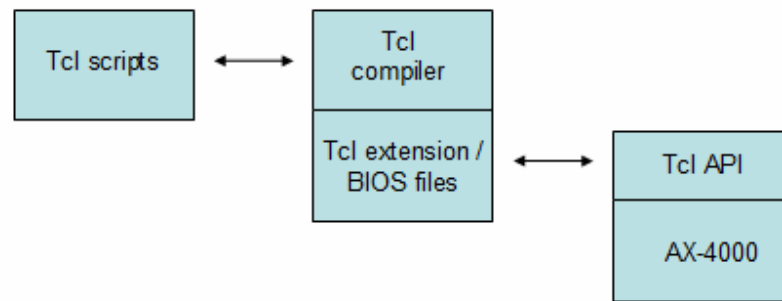 Tcl scripts
Tcl
compiler
Tcl extension /
BIOS files
Tcl API
AX-4000